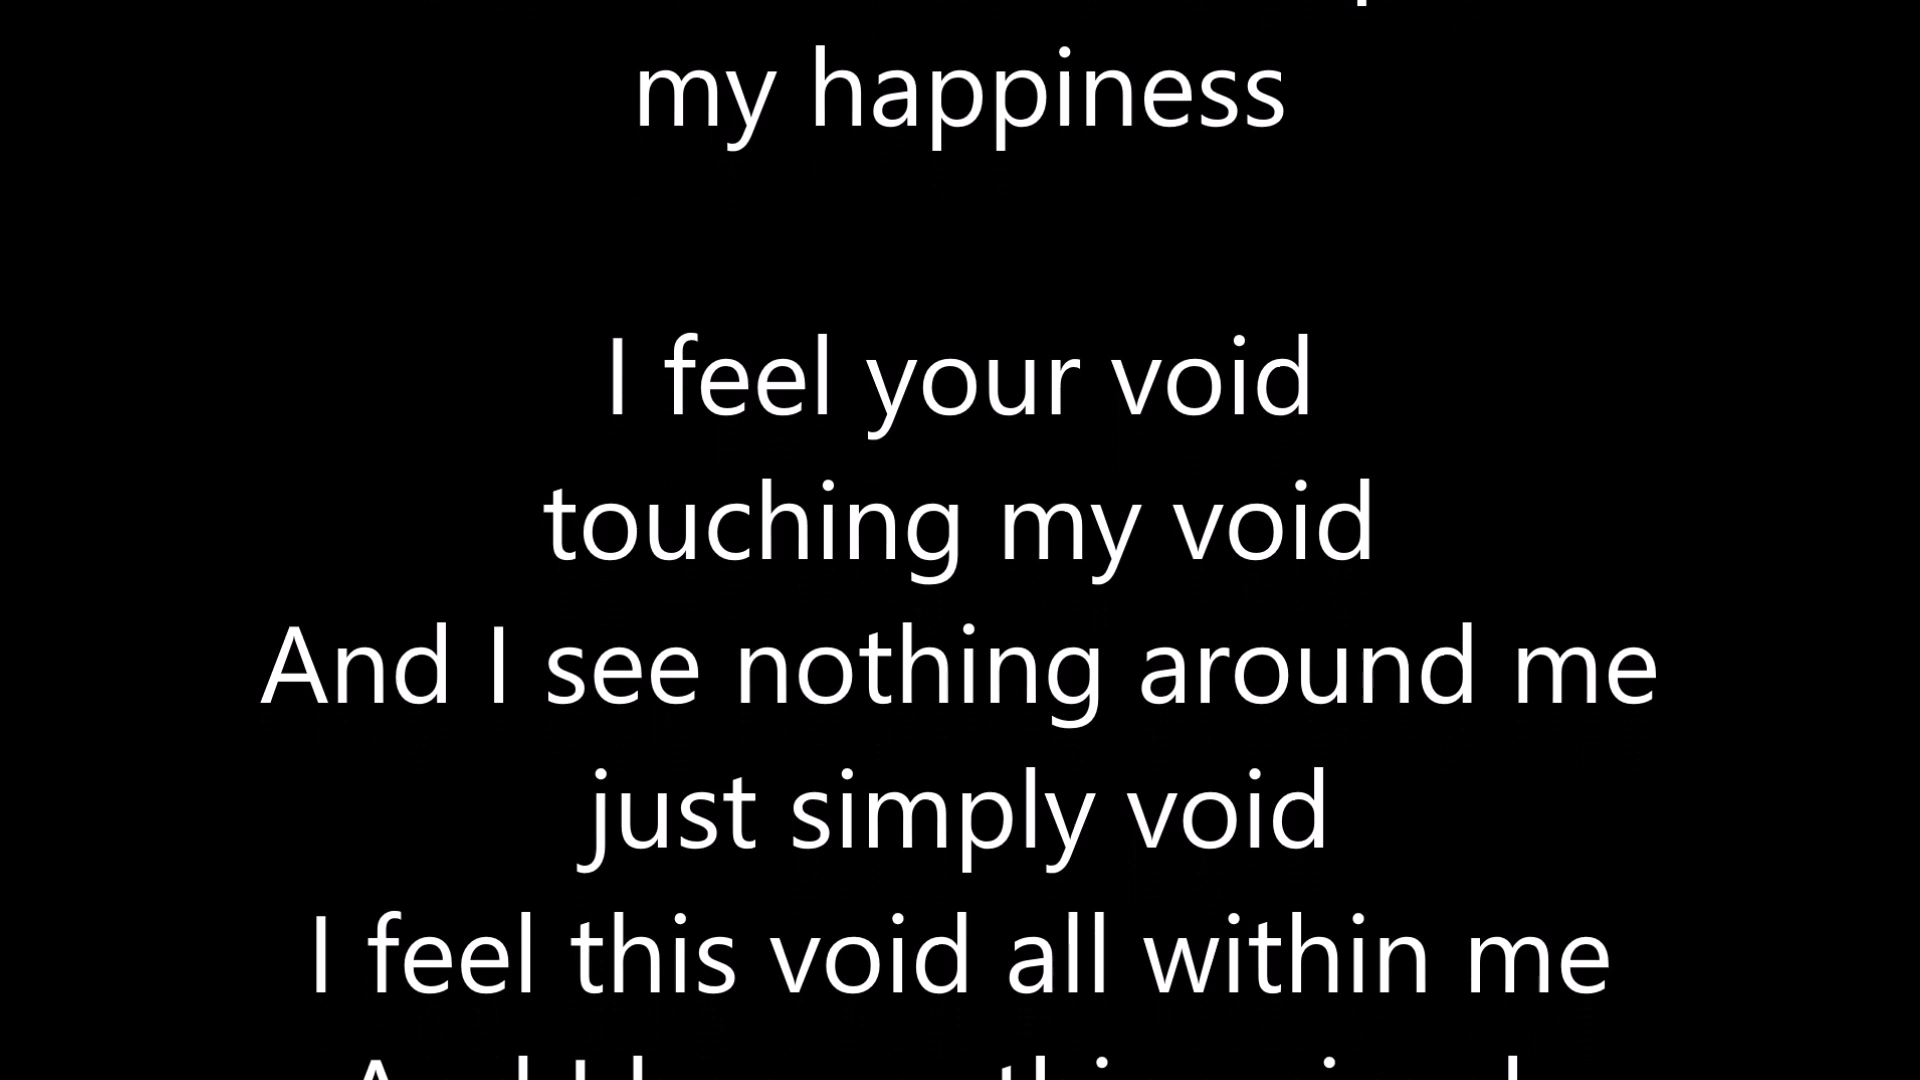 my happiness
I feel your void
touching my void
And I see nothing around me
just simply void
I feel this void all within me
And I